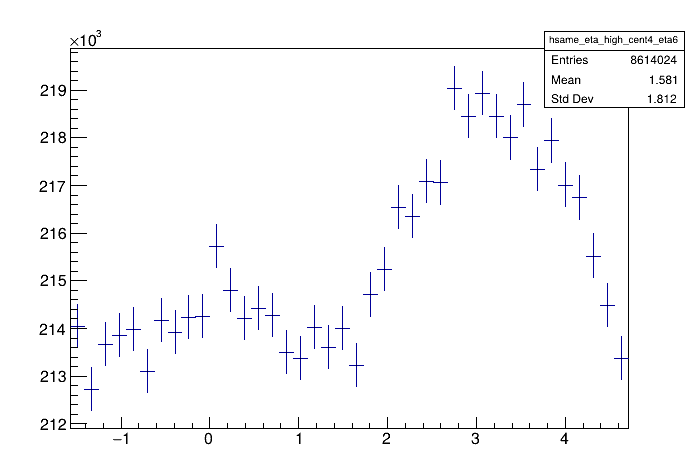 ×10³
hsame_eta_high_cent4_eta6
Entries 8614024
Mean 1.581
Std Dev 1.812
219
218
217
216
215
214
213
212
−1 0 1 2 3 4